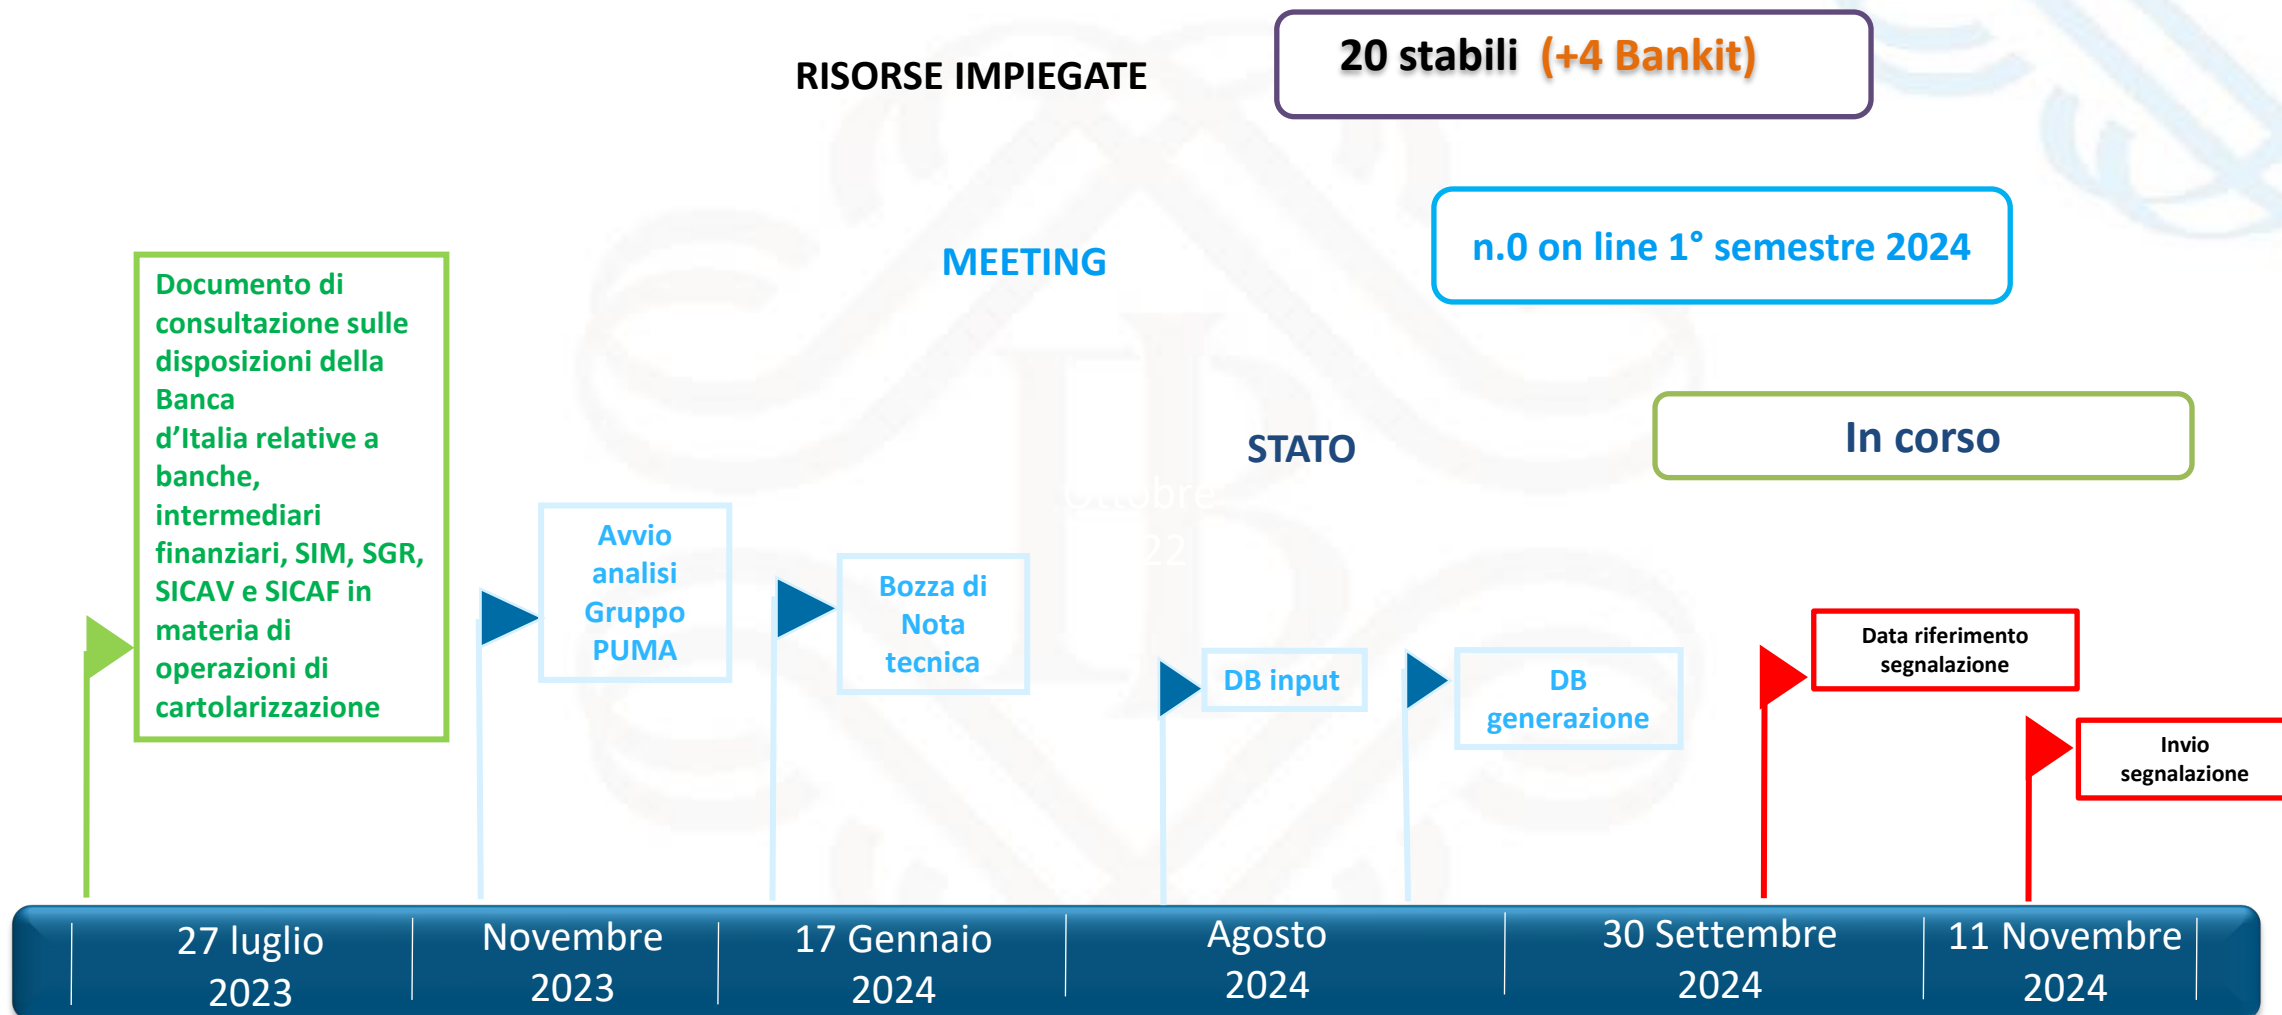 RISORSE IMPIEGATE
20 stabili (+4 Bankit)
MEETING
n.0 on line 1° semestre 2024
STATO
In corso
Ottobre
22
Documento di
consultazione sulle
disposizioni della
Banca
d’Italia relative a
banche,
intermediari
finanziari, SIM, SGR,
SICAV e SICAF in
materia di
operazioni di
cartolarizzazione
Avvio
analisi
Gruppo
PUMA
Bozza di
Nota
tecnica
DB input
DB
generazione
Data riferimento
segnalazione
Invio
segnalazione
27 luglio
2023
Novembre
2023
17 Gennaio
2024
Agosto
2024
30 Settembre
2024
11 Novembre
2024